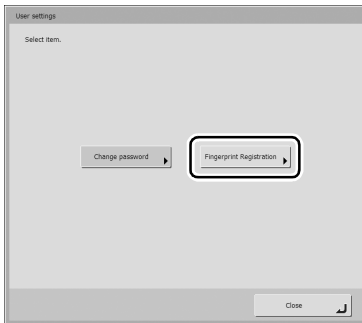 User settings
Select item.
Change password
Fingerprint Registration
Close